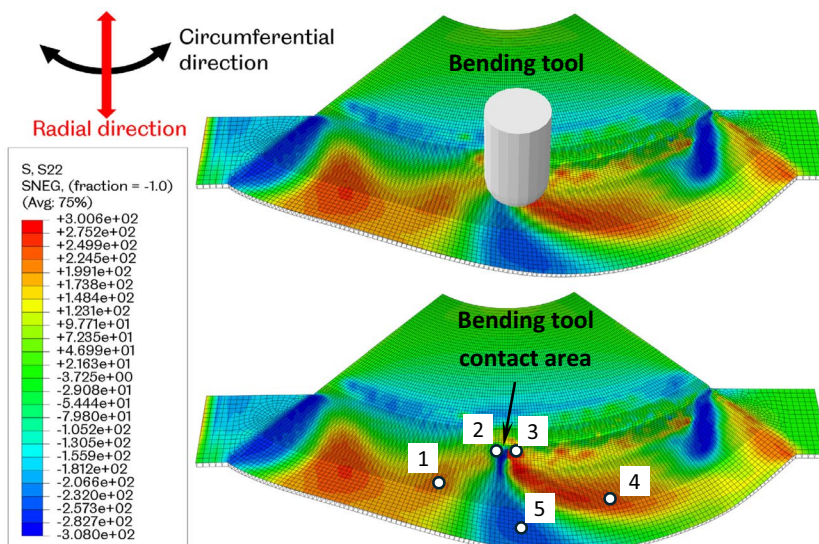 Circumferential
direction
Radial direction
Bending tool
S, S22
SNEG, (fraction = -1.0)
(Avg: 75%)
+3.006e+02
+2.752e+02
+2.499e+02
+2.245e+02
+1.991e+02
+1.738e+02
+1.484e+02
+1.231e+02
+9.771e+01
+7.235e+01
+4.699e+01
+2.163e+01
-3.725e+00
-2.908e+01
-5.444e+01
-7.980e+01
-1.052e+02
-1.305e+02
-1.559e+02
-1.812e+02
-2.066e+02
-2.320e+02
-2.573e+02
-2.827e+02
-3.080e+02
Bending tool
contact area
2
3
1
4
5